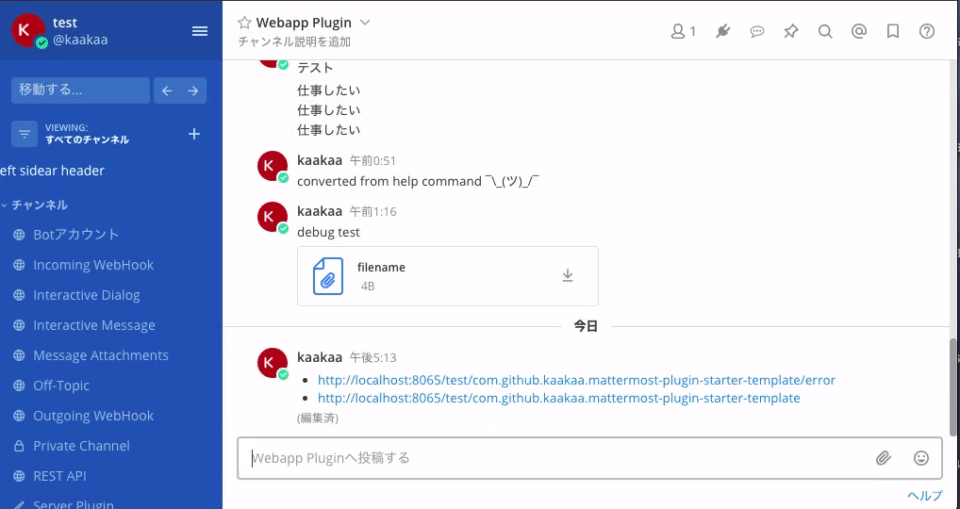 K
test
@kaakaa
移動する...
VIEWING:
すべてのチャンネル
eft sidear header
チャンネル
Botアカウント
Incoming WebHook
Interactive Dialog
Interactive Message
Message Attachments
Off-Topic
Outgoing WebHook
Private Channel
REST API
Server Plugin
Webapp Plugin
チャンネル説明を追加
1
テスト
仕事したい
仕事したい
仕事したい
K
kaakaa 午前0:51
converted from help command ¯\_(ツ)_/¯
K
kaakaa 午前1:16
debug test
filename
4B
今日
K
kaakaa 午後5:13
• http://localhost:8065/test/com.github.kaakaa.mattermost-plugin-starter-template/error
• http://localhost:8065/test/com.github.kaakaa.mattermost-plugin-starter-template
(編集済)
Webapp Pluginへ投稿する
ヘルプ